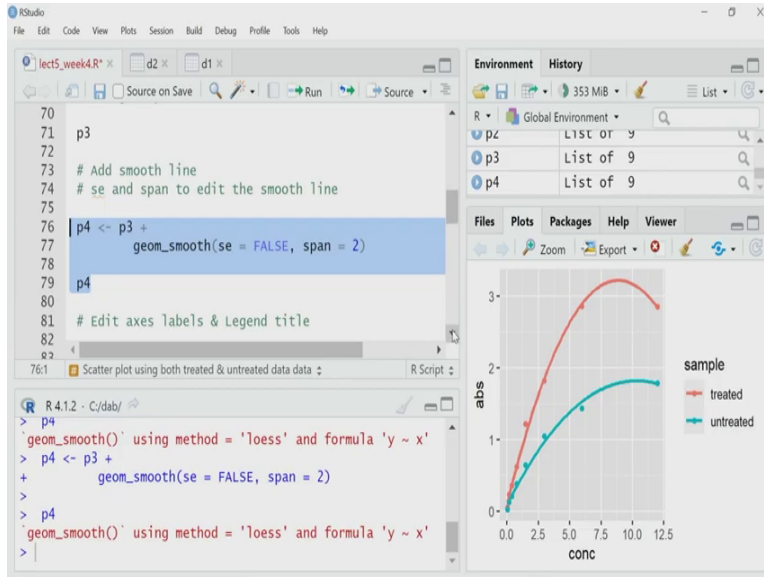 RStudio
File Edit Code View Plots Session Build Debug Profile Tools Help
lect5_week4.R* × d2 × d1 ×
Source on Save Run Source
70
71 p3
72
73 # Add smooth line
74 # se and span to edit the smooth line
75
76 p4 <- p3 +
77 geom_smooth(se = FALSE, span = 2)
78
79 p4
80
81 # Edit axes labels & Legend title
82
83
76:1 Scatter plot using both treated & untreated data data R Script
R 4.1.2 · C:/dab/
> p4
`geom_smooth()` using method = 'loess' and formula 'y ~ x'
> p4 <- p3 +
+ geom_smooth(se = FALSE, span = 2)
>
> p4
`geom_smooth()` using method = 'loess' and formula 'y ~ x'
>
Environment History
353 MiB List
R Global Environment
p2 List of 9
p3 List of 9
p4 List of 9
Files Plots Packages Help Viewer
Zoom Export
3
2
1
0
abs
0.0 2.5 5.0 7.5 10.0 12.5
conc
sample
treated
untreated